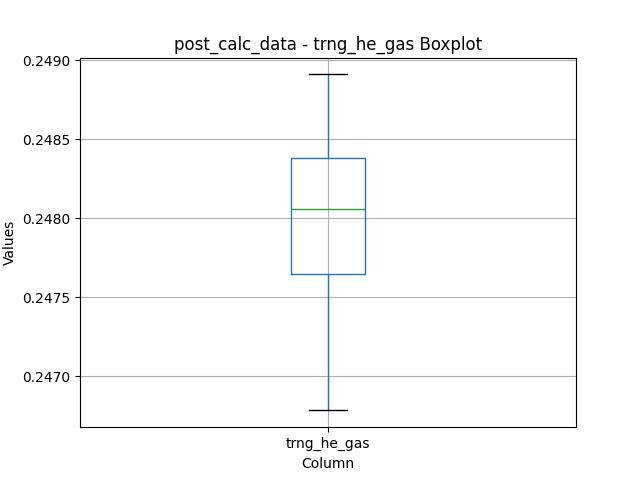 post_calc_data - trng_he_gas Boxplot
0.2490
0.2485
0.2480
0.2475
0.2470
Values
trng_he_gas
Column